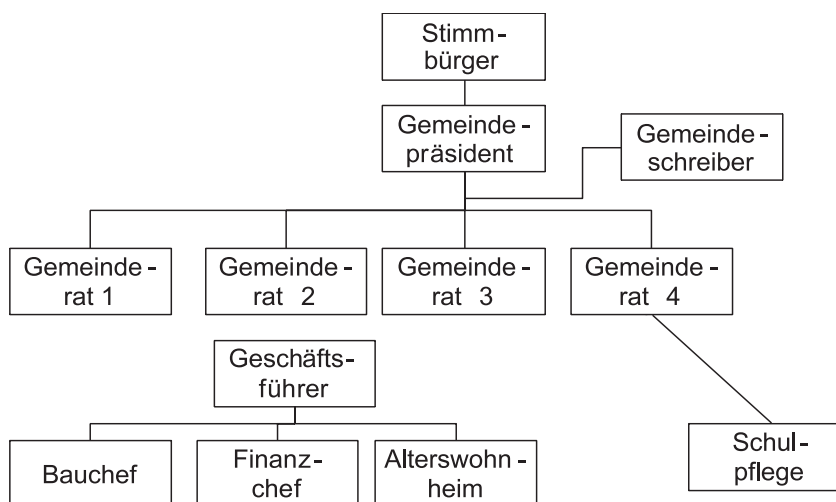 Stimm-
bürger
Gemeinde-
präsident
Gemeinde-
schreiber
Gemeinde-
rat 1
Gemeinde-
rat 2
Gemeinde-
rat 3
Gemeinde-
rat 4
Geschäfts-
führer
Bauchef
Finanz-
chef
Alterswohn-
heim
Schul-
pflege